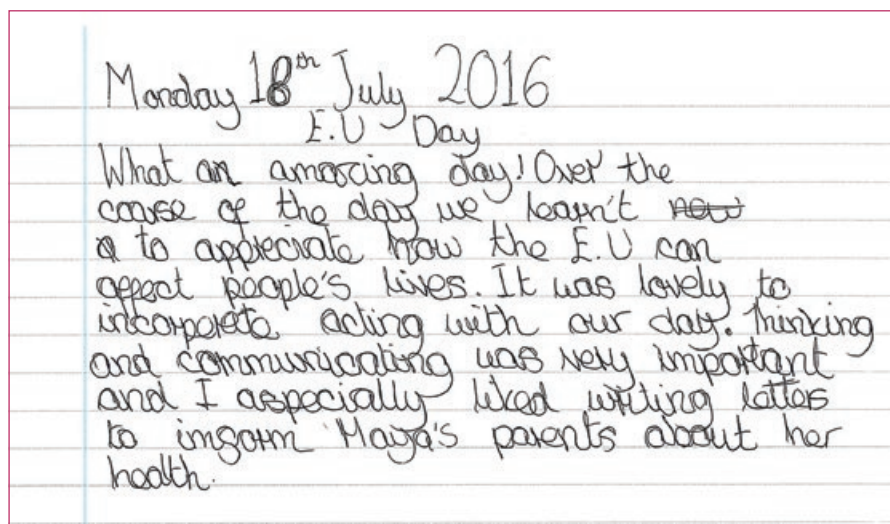 Monday 18th July 2016
E.U Day
What an amazing day! Over the
course of the day we learn't how
a to appreciate how the E.U can
affect people's lives. It was lovely to
incorporate acting with our day. Thinking
and communicating was very important
and I especially liked writing letters
to inform Maya's parents about her
health.